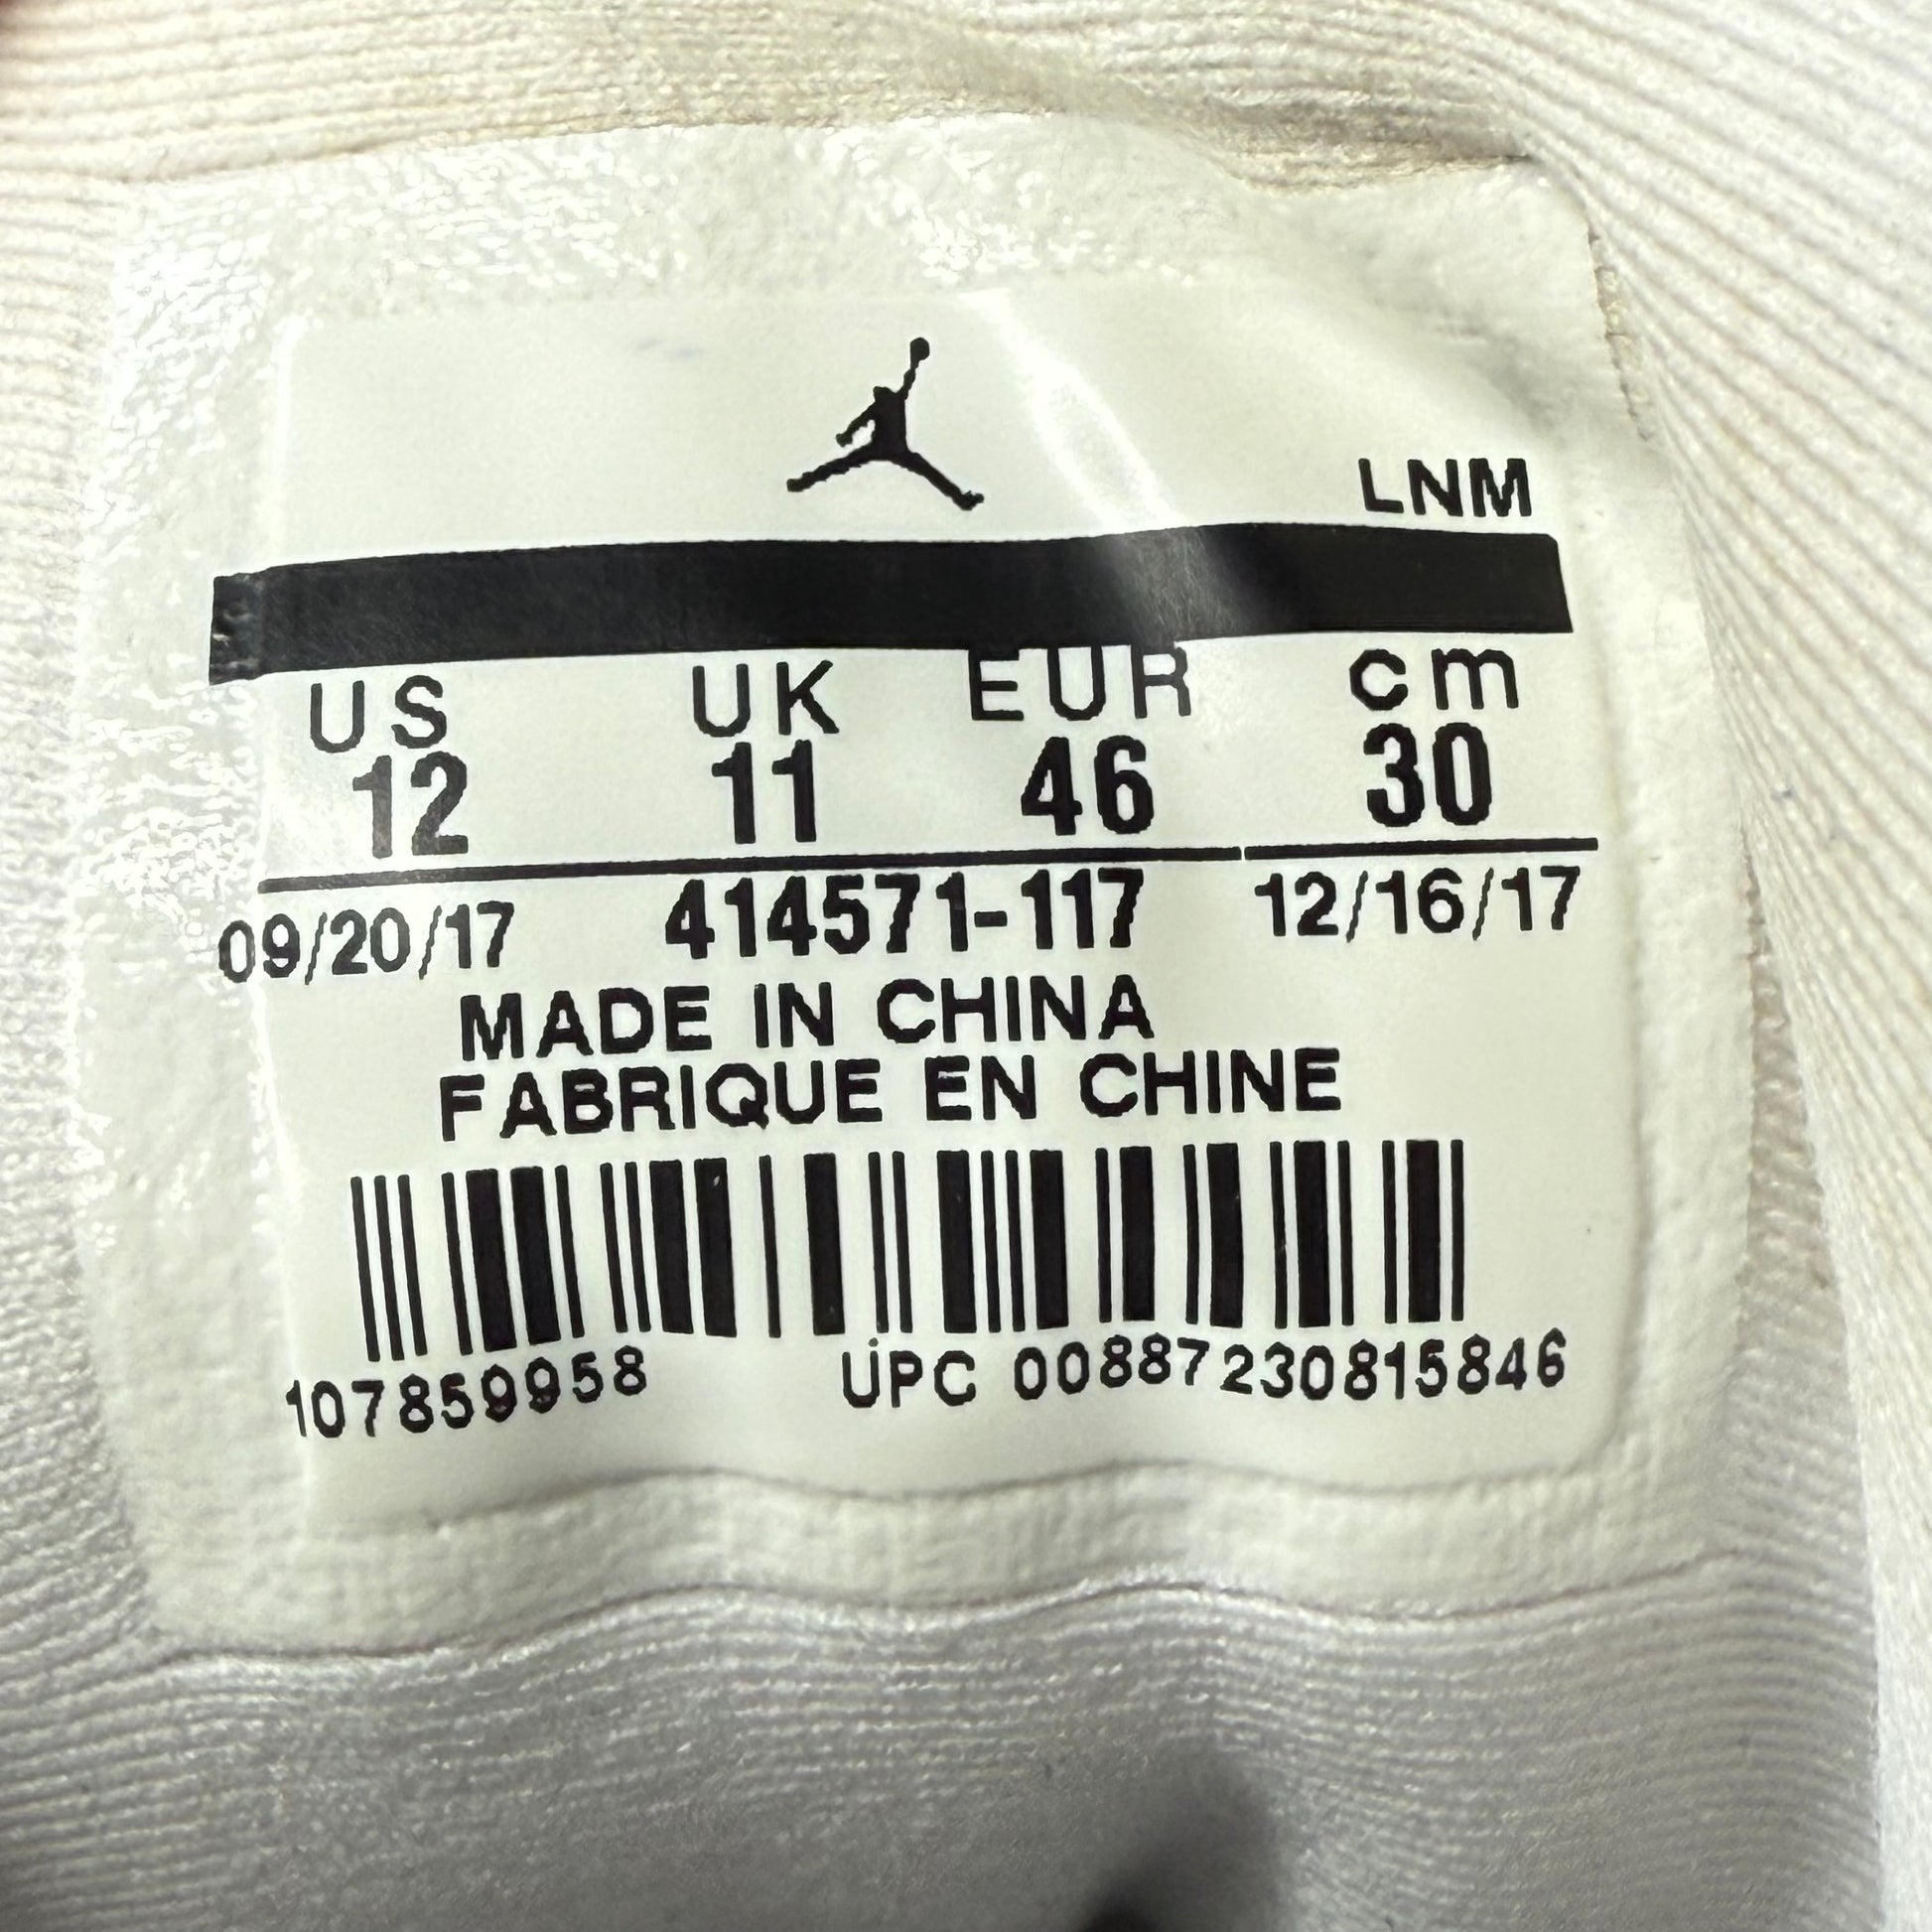 LNM
US UK EUR cm
12 11 46 30
09/20/17 414571-117 12/16/17
MADE IN CHINA
FABRIQUE EN CHINE
107859958 UPC 00887230815846